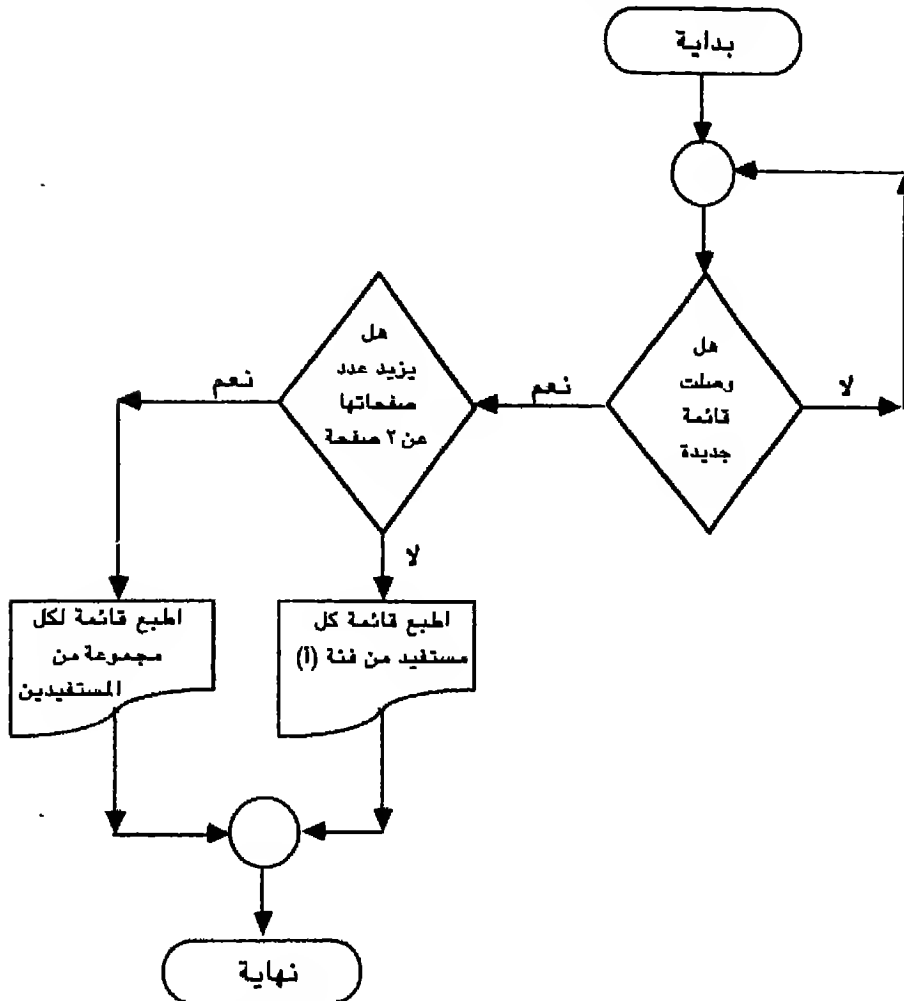 بداية
هل
وصلت
قائمة
جديدة
لا
نعم
هل
يزيد عدد
صفحاتها
عن ٢ صفحة
نعم
لا
اطبع قائمة كل
مستفيد من فئة (أ)
اطبع قائمة لكل
مجموعة من
المستفيدين
نهاية